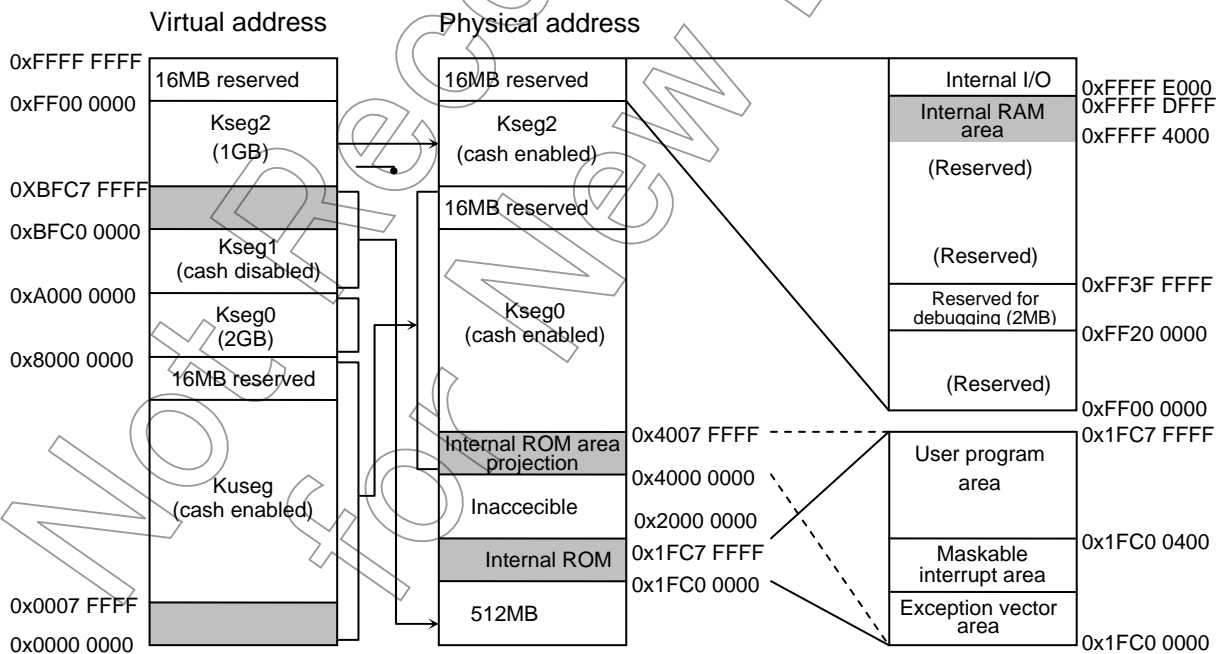 Virtual address
Physical address
0xFFFF FFFF
16MB reserved
0xFF00 0000
Kseg2
(1GB)
0XBFC7 FFFF
0xBFC0 0000
Kseg1
(cash disabled)
0xA000 0000
Kseg0
(2GB)
0x8000 0000
16MB reserved
Kuseg
(cash enabled)
0x0007 FFFF
0x0000 0000
16MB reserved
Kseg2
(cash enabled)
16MB reserved
Kseg0
(cash enabled)
Internal ROM area
projection
Inaccecible
Internal ROM
512MB
0x4007 FFFF
0x4000 0000
0x2000 0000
0x1FC7 FFFF
0x1FC0 0000
Internal I/O
0xFFFF E000
Internal RAM
area
0xFFFF DFFF
0xFFFF 4000
(Reserved)
(Reserved)
0xFF3F FFFF
Reserved for
debugging (2MB)
0xFF20 0000
(Reserved)
0xFF00 0000
0x1FC7 FFFF
User program
area
0x1FC0 0400
Maskable
interrupt area
Exception vector
area
0x1FC0 0000
Not Reco
for New